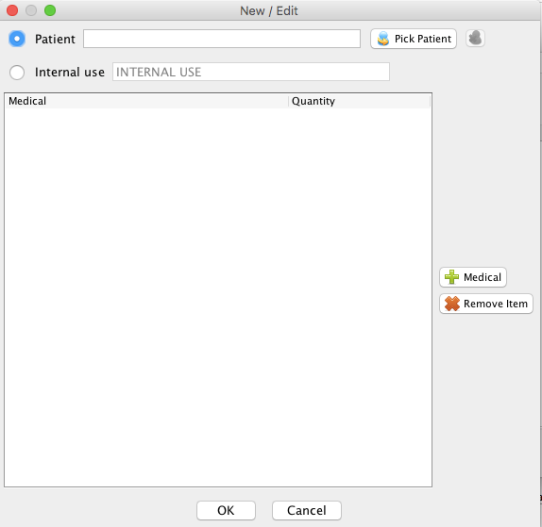 New / Edit
Patient Pick Patient
Internal use INTERNAL USE
Medical Quantity
Medical
Remove Item
OK Cancel